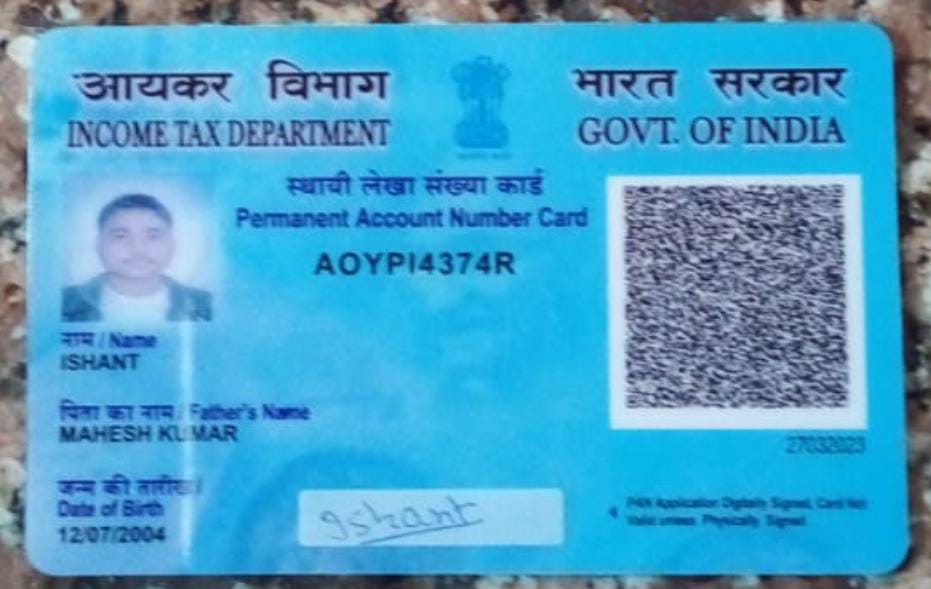 आयकर विभाग
INCOME TAX DEPARTMENT
भारत सरकार
GOVT. OF INDIA
स्थायी लेखा संख्या कार्ड
Permanent Account Number Card
AOYPI4374R
नाम / Name
ISHANT
पिता का नाम / Father's Name
MAHESH KUMAR
जन्म की तारीख /
Date of Birth
12/07/2004
Ishant
27032023
PAN Application Digitally Signed, Card Not
Valid unless Physically Signed